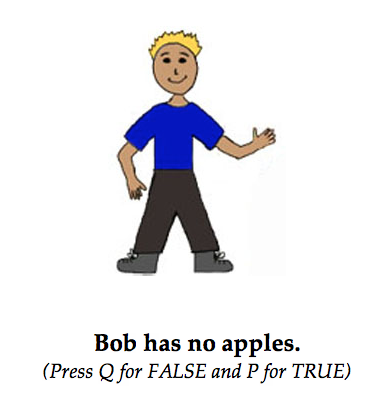 Bob has no apples.
(Press Q for FALSE and P for TRUE)